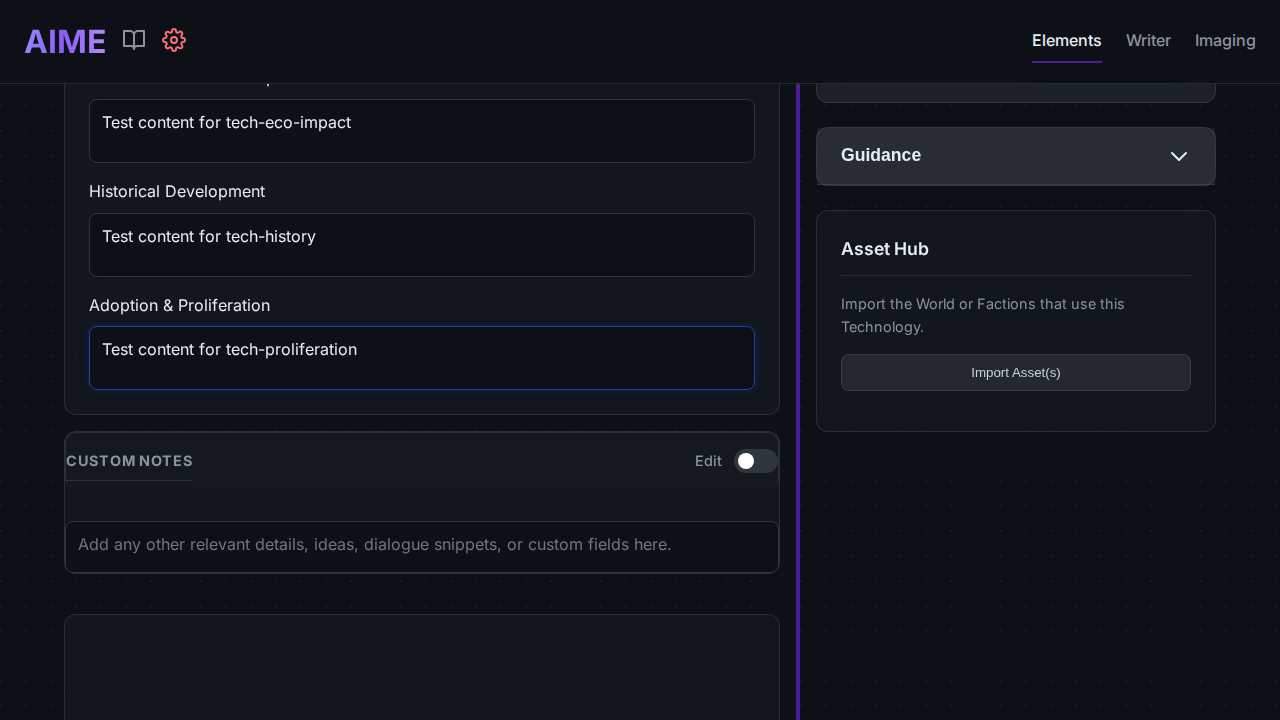 AIME
Elements
Writer
Imaging
Test content for tech-eco-impact
Historical Development
Test content for tech-history
Adoption & Proliferation
Test content for tech-proliferation
CUSTOM NOTES
Edit
Add any other relevant details, ideas, dialogue snippets, or custom fields here.
Guidance
Asset Hub
Import the World or Factions that use this
Technology.
Import Asset(s)